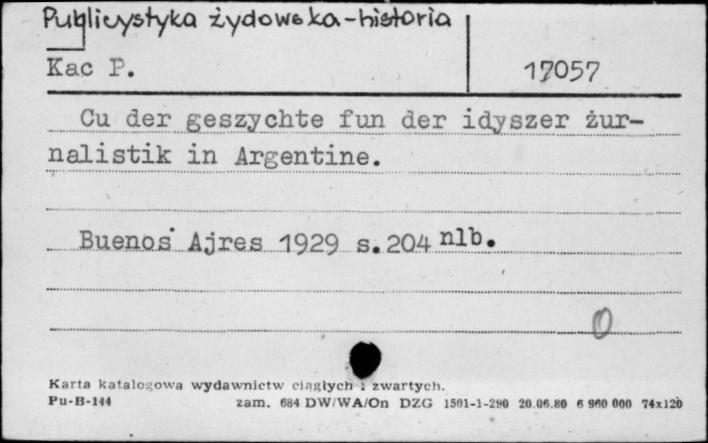 Publicystyka żydowska-historia
Kac P.
17057
Cu der geszychte fun der idyszer żur-
nalistik in Argentine.
Buenos Ajres 1929 s.204 nlb.
0
Karta katalogowa wydawnictw ciągłych i zwartych.
Pu-B-144 zam. 684 DW/WA/On DZG 1501-1-290 20.06.80 6 960 000 74x120